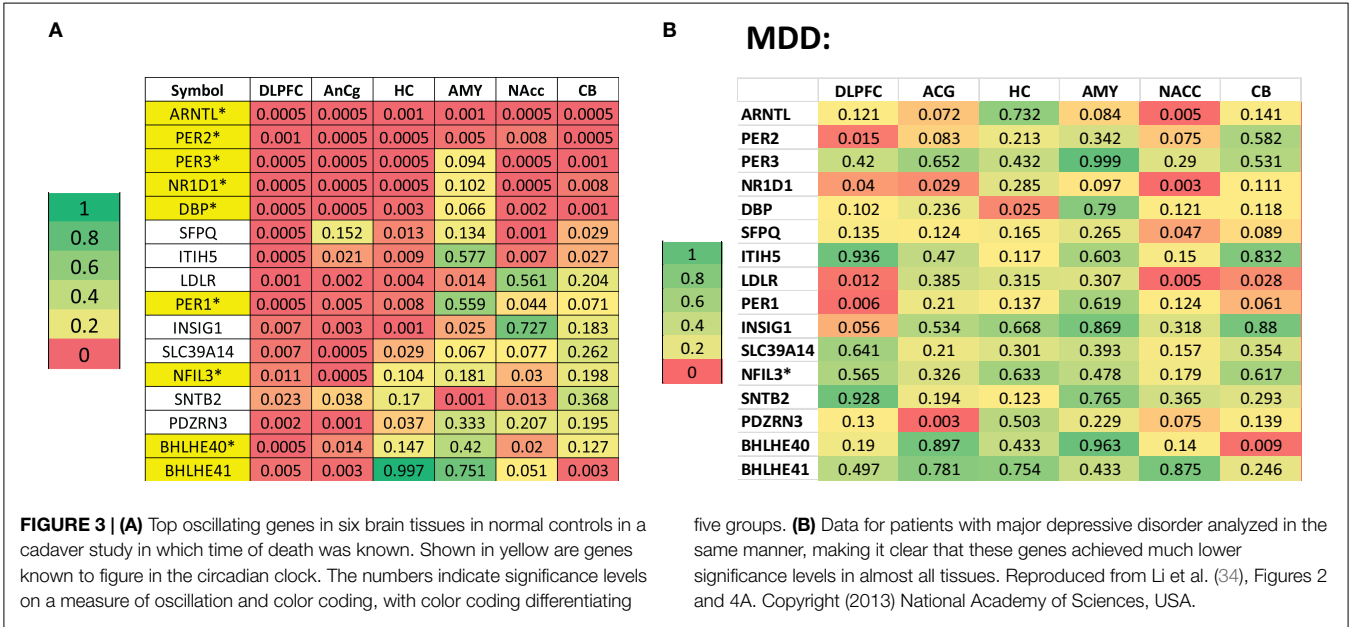 A
Symbol DLPFC AnCg HC AMY NAcc CB
ARNTL* 0.0005 0.0005 0.001 0.001 0.0005 0.0005
PER2* 0.001 0.0005 0.0005 0.005 0.008 0.0005
PER3* 0.0005 0.0005 0.0005 0.094 0.0005 0.001
NR1D1* 0.0005 0.0005 0.0005 0.102 0.0005 0.008
DBP* 0.0005 0.0005 0.003 0.066 0.002 0.001
SFPQ 0.0005 0.152 0.013 0.134 0.001 0.029
ITIH5 0.0005 0.021 0.009 0.577 0.007 0.027
LDLR 0.001 0.002 0.004 0.014 0.561 0.204
PER1* 0.0005 0.005 0.008 0.559 0.044 0.071
INSIG1 0.007 0.003 0.001 0.025 0.727 0.183
SLC39A14 0.007 0.0005 0.029 0.067 0.077 0.262
NFIL3* 0.011 0.0005 0.104 0.181 0.03 0.198
SNTB2 0.023 0.038 0.17 0.001 0.013 0.368
PDZRN3 0.002 0.001 0.037 0.333 0.207 0.195
BHLHE40* 0.0005 0.014 0.147 0.42 0.02 0.127
BHLHE41 0.005 0.003 0.997 0.751 0.051 0.003
1
0.8
0.6
0.4
0.2
0
B
MDD:
DLPFC ACG HC AMY NACC CB
ARNTL 0.121 0.072 0.732 0.084 0.005 0.141
PER2 0.015 0.083 0.213 0.342 0.075 0.582
PER3 0.42 0.652 0.432 0.999 0.29 0.531
NR1D1 0.04 0.029 0.285 0.097 0.003 0.111
DBP 0.102 0.236 0.025 0.79 0.121 0.118
SFPQ 0.135 0.124 0.165 0.265 0.047 0.089
ITIH5 0.936 0.47 0.117 0.603 0.15 0.832
LDLR 0.012 0.385 0.315 0.307 0.005 0.028
PER1 0.006 0.21 0.137 0.619 0.124 0.061
INSIG1 0.056 0.534 0.668 0.869 0.318 0.88
SLC39A14 0.641 0.21 0.301 0.393 0.157 0.354
NFIL3* 0.565 0.326 0.633 0.478 0.179 0.617
SNTB2 0.928 0.194 0.123 0.765 0.365 0.293
PDZRN3 0.13 0.003 0.503 0.229 0.075 0.139
BHLHE40 0.19 0.897 0.433 0.963 0.14 0.009
BHLHE41 0.497 0.781 0.754 0.433 0.875 0.246
1
0.8
0.6
0.4
0.2
0
FIGURE 3 | (A) Top oscillating genes in six brain tissues in normal controls in a
cadaver study in which time of death was known. Shown in yellow are genes
known to figure in the circadian clock. The numbers indicate significance levels
on a measure of oscillation and color coding, with color coding differentiating
five groups. (B) Data for patients with major depressive disorder analyzed in the
same manner, making it clear that these genes achieved much lower
significance levels in almost all tissues. Reproduced from Li et al. (34), Figures 2
and 4A. Copyright (2013) National Academy of Sciences, USA.